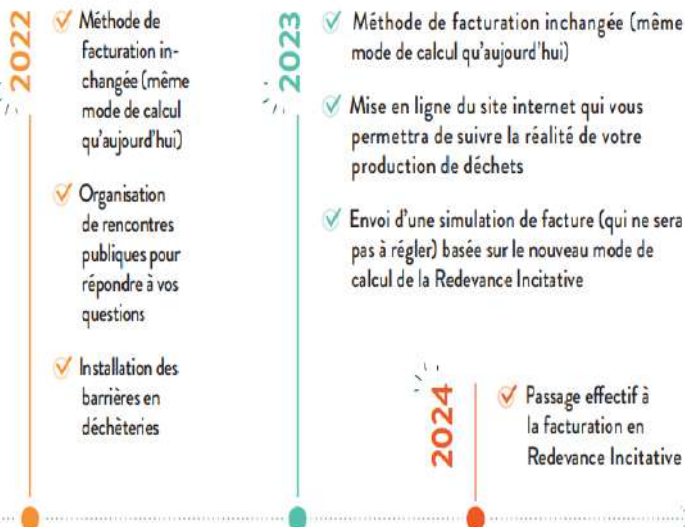 2022
Méthode de
facturation in-
changée (même
mode de calcul
qu'aujourd'hui)
Organisation
de rencontres
publiques pour
répondre à vos
questions
Installation des
barrières en
déchèteries
2023
Méthode de facturation inchangée (même
mode de calcul qu'aujourd'hui)
Mise en ligne du site internet qui vous
permettra de suivre la réalité de votre
production de déchets
Envoi d'une simulation de facture (qui ne sera
pas à régler) basée sur le nouveau mode de
calcul de la Redevance Incitative
2024
Passage effectif à
la facturation en
Redevance Incitative